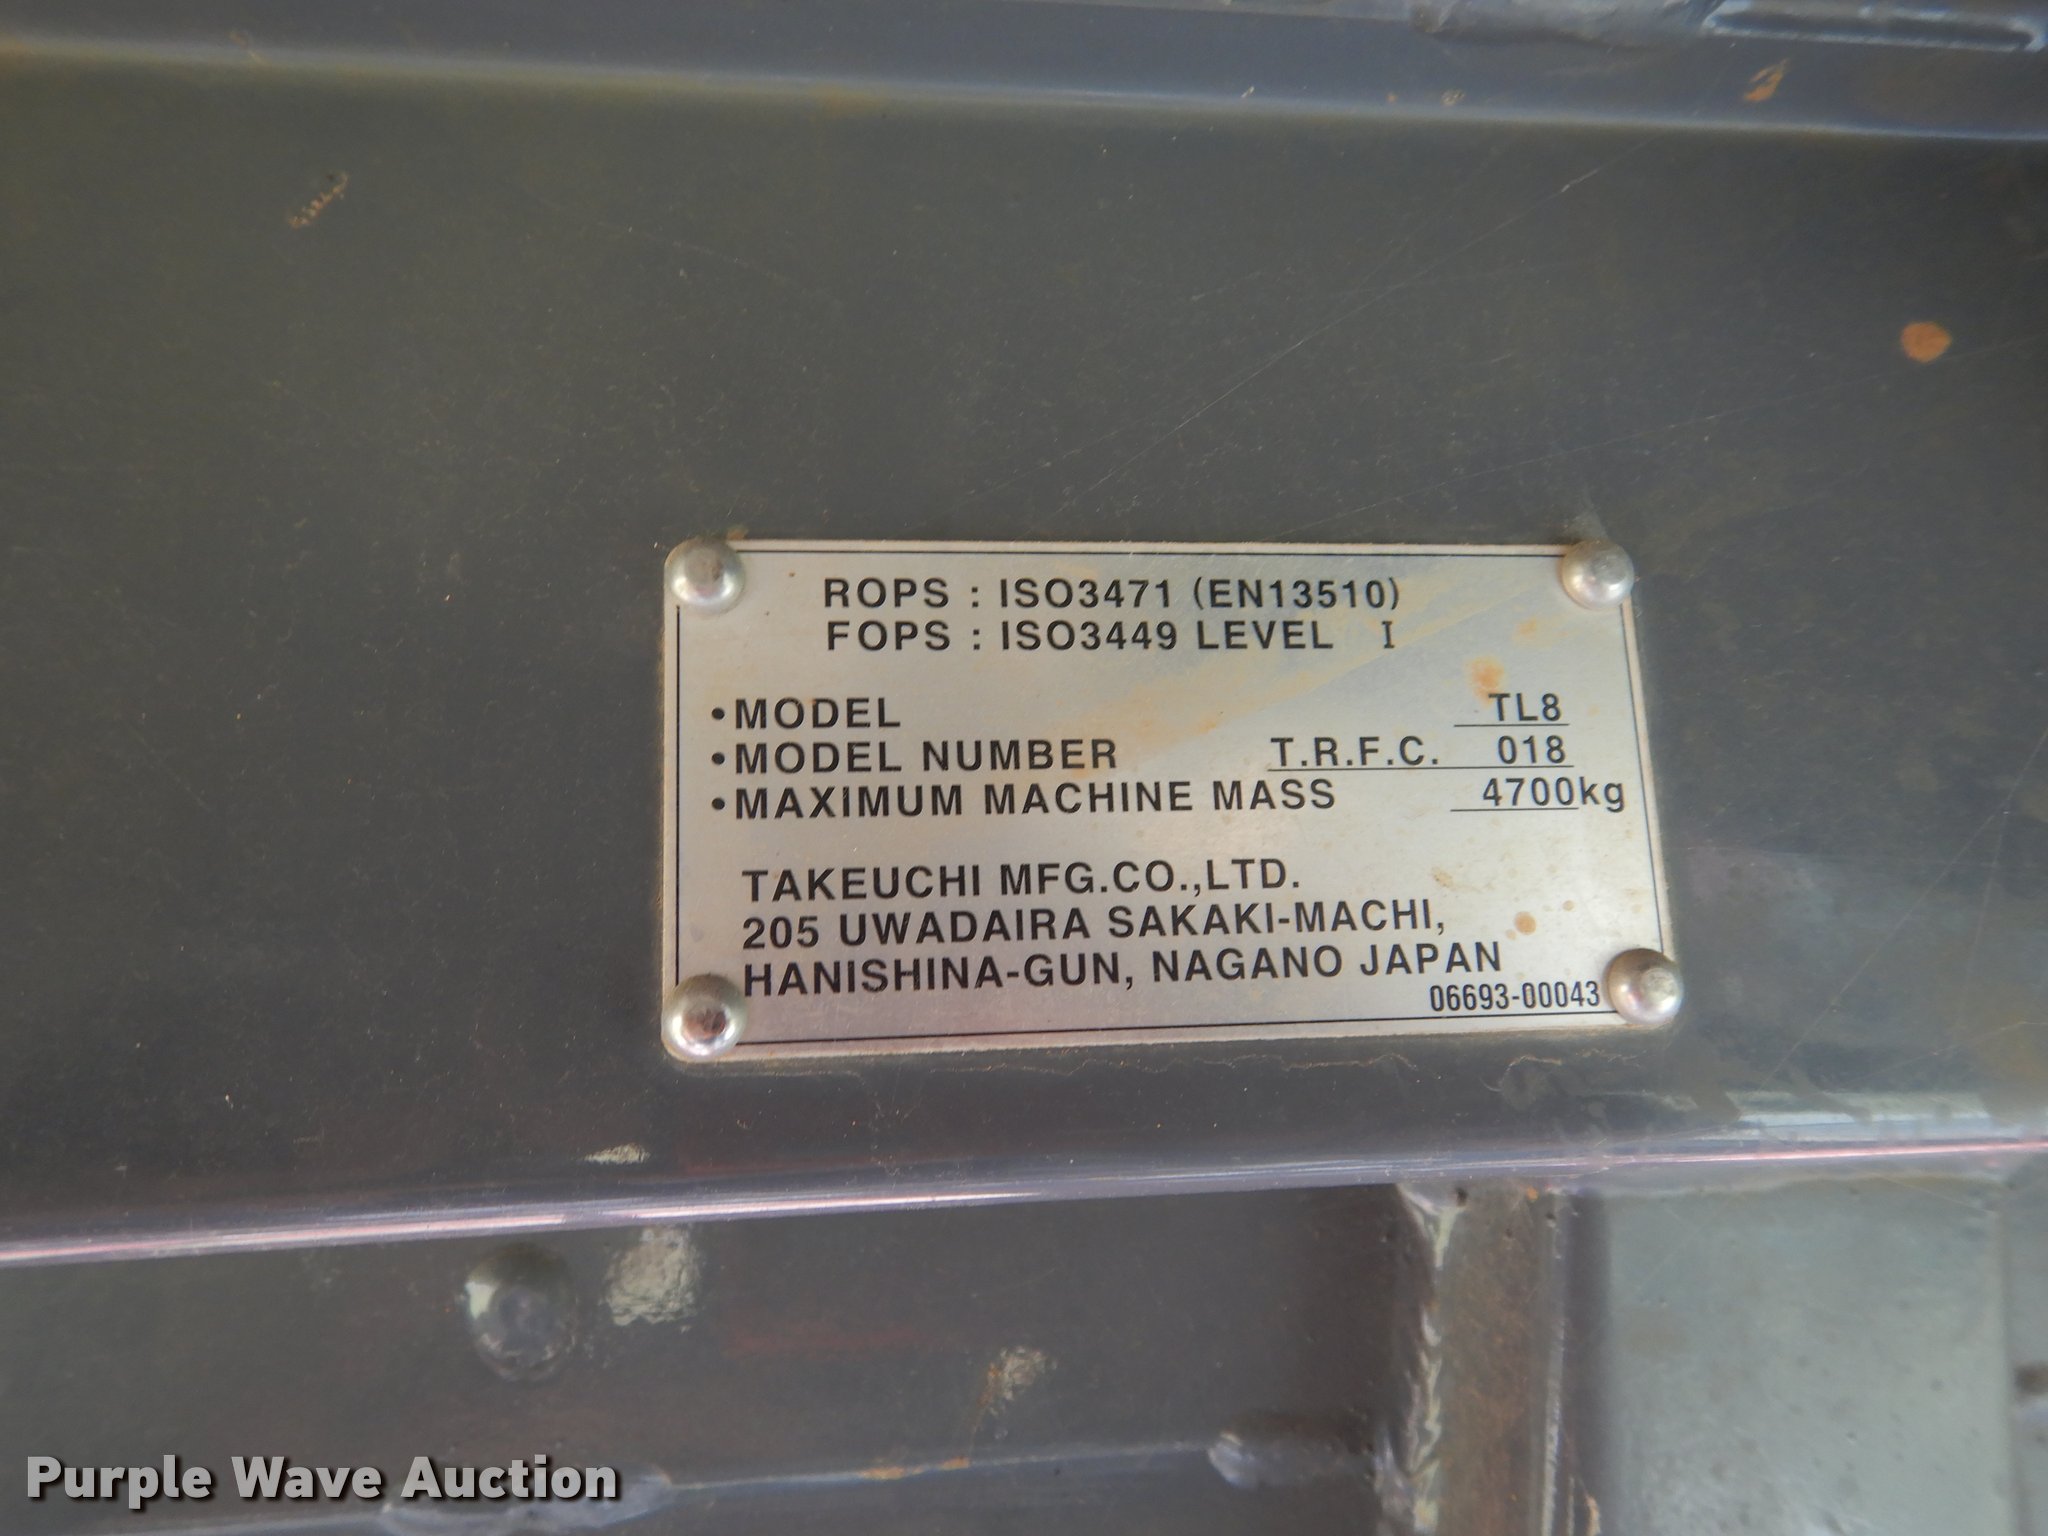 ROPS : ISO3471 (EN13510)
FOPS : ISO3449 LEVEL I
•MODEL TL8
•MODEL NUMBER T.R.F.C. 018
•MAXIMUM MACHINE MASS 4700kg
TAKEUCHI MFG.CO.,LTD.
205 UWADAIRA SAKAKI-MACHI,
HANISHINA-GUN, NAGANO JAPAN
06693-00043
Purple Wave Auction